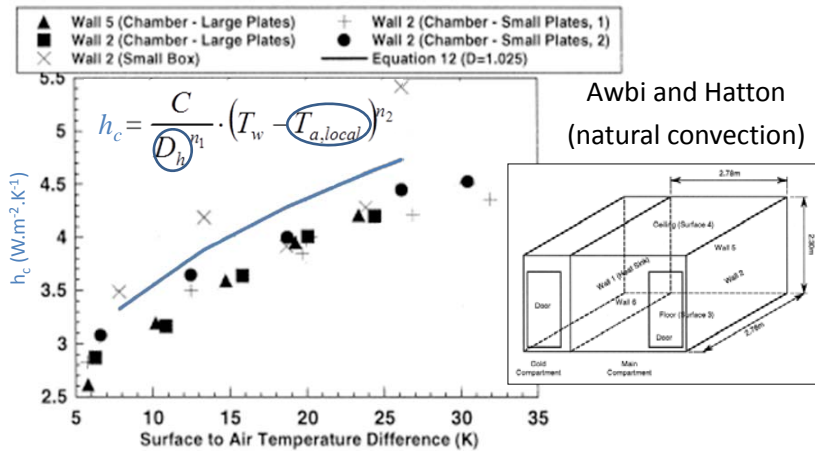 Wall 5 (Chamber - Large Plates)
Wall 2 (Chamber - Small Plates, 1)
Wall 2 (Chamber - Large Plates)
Wall 2 (Chamber - Small Plates, 2)
Wall 2 (Small Box)
Equation 12 (D=1.025)
5.5
5
4.5
4
3.5
3
2.5
h_c (W.m⁻².K⁻¹)
h_c = C / D_h^n₁ · (T_w – T_a,local)^n₂
5
10
15
20
25
30
35
Surface to Air Temperature Difference (K)
Awbi and Hatton
(natural convection)
2.78m
Ceiling (Surface 4)
Wall 5
2.30m
Wall 1 (Heat Sink)
Wall 2
Wall 6
Door
Floor (Surface 3)
Door
2.78m
Cold
Compartment
Main
Compartment